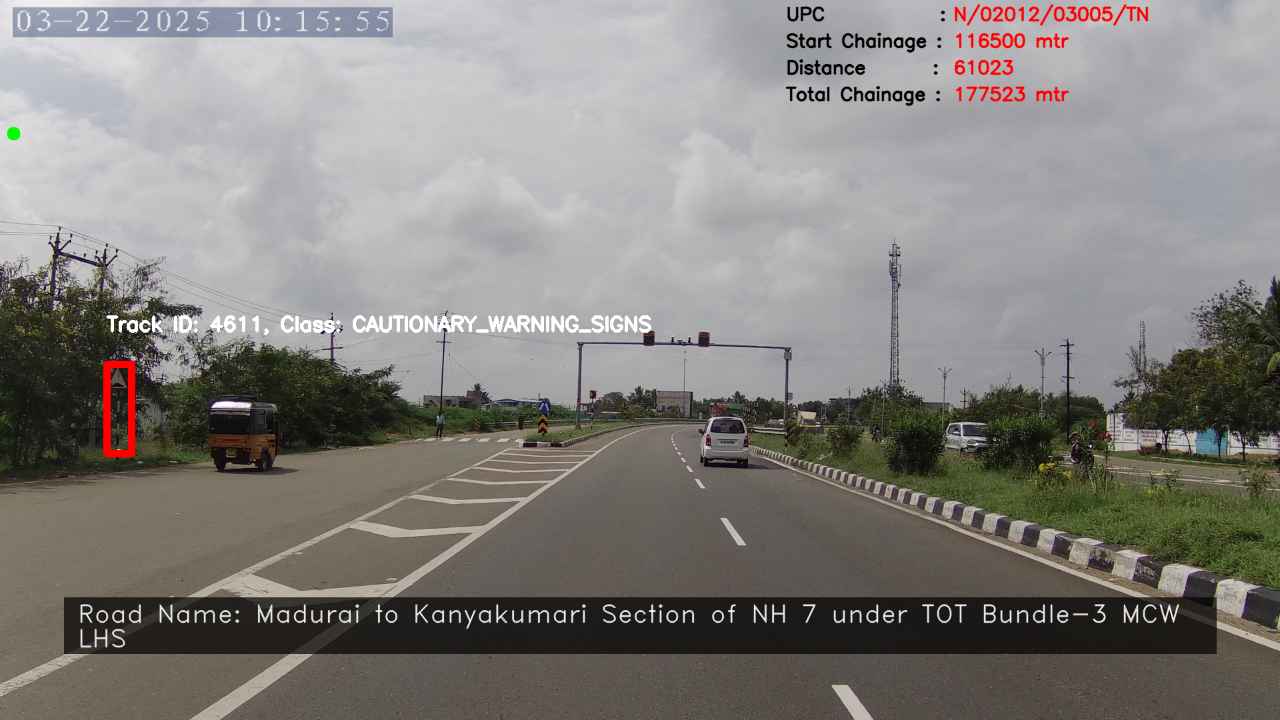 03-22-2025 10:15:55
UPC : N/02012/03005/TN
Start Chainage : 116500 mtr
Distance : 61023
Total Chainage : 177523 mtr
Track ID: 4611, Class: CAUTIONARY_WARNING_SIGNS
Road Name: Madurai to Kanyakumari Section of NH 7 under TOT Bundle-3 MCW
LHS